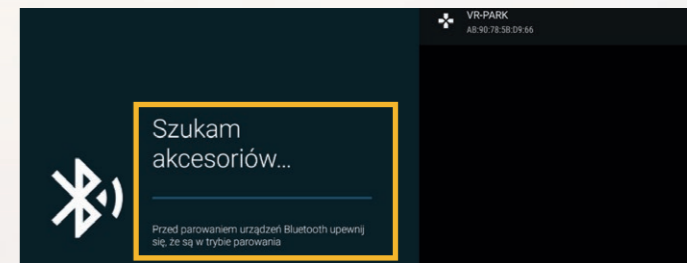 VR-PARK
AB:90:78:5B:D9:66
Szukam
akcesoriów...
Przed parowaniem urządzeń Bluetooth upewnij
się, że są w trybie parowania